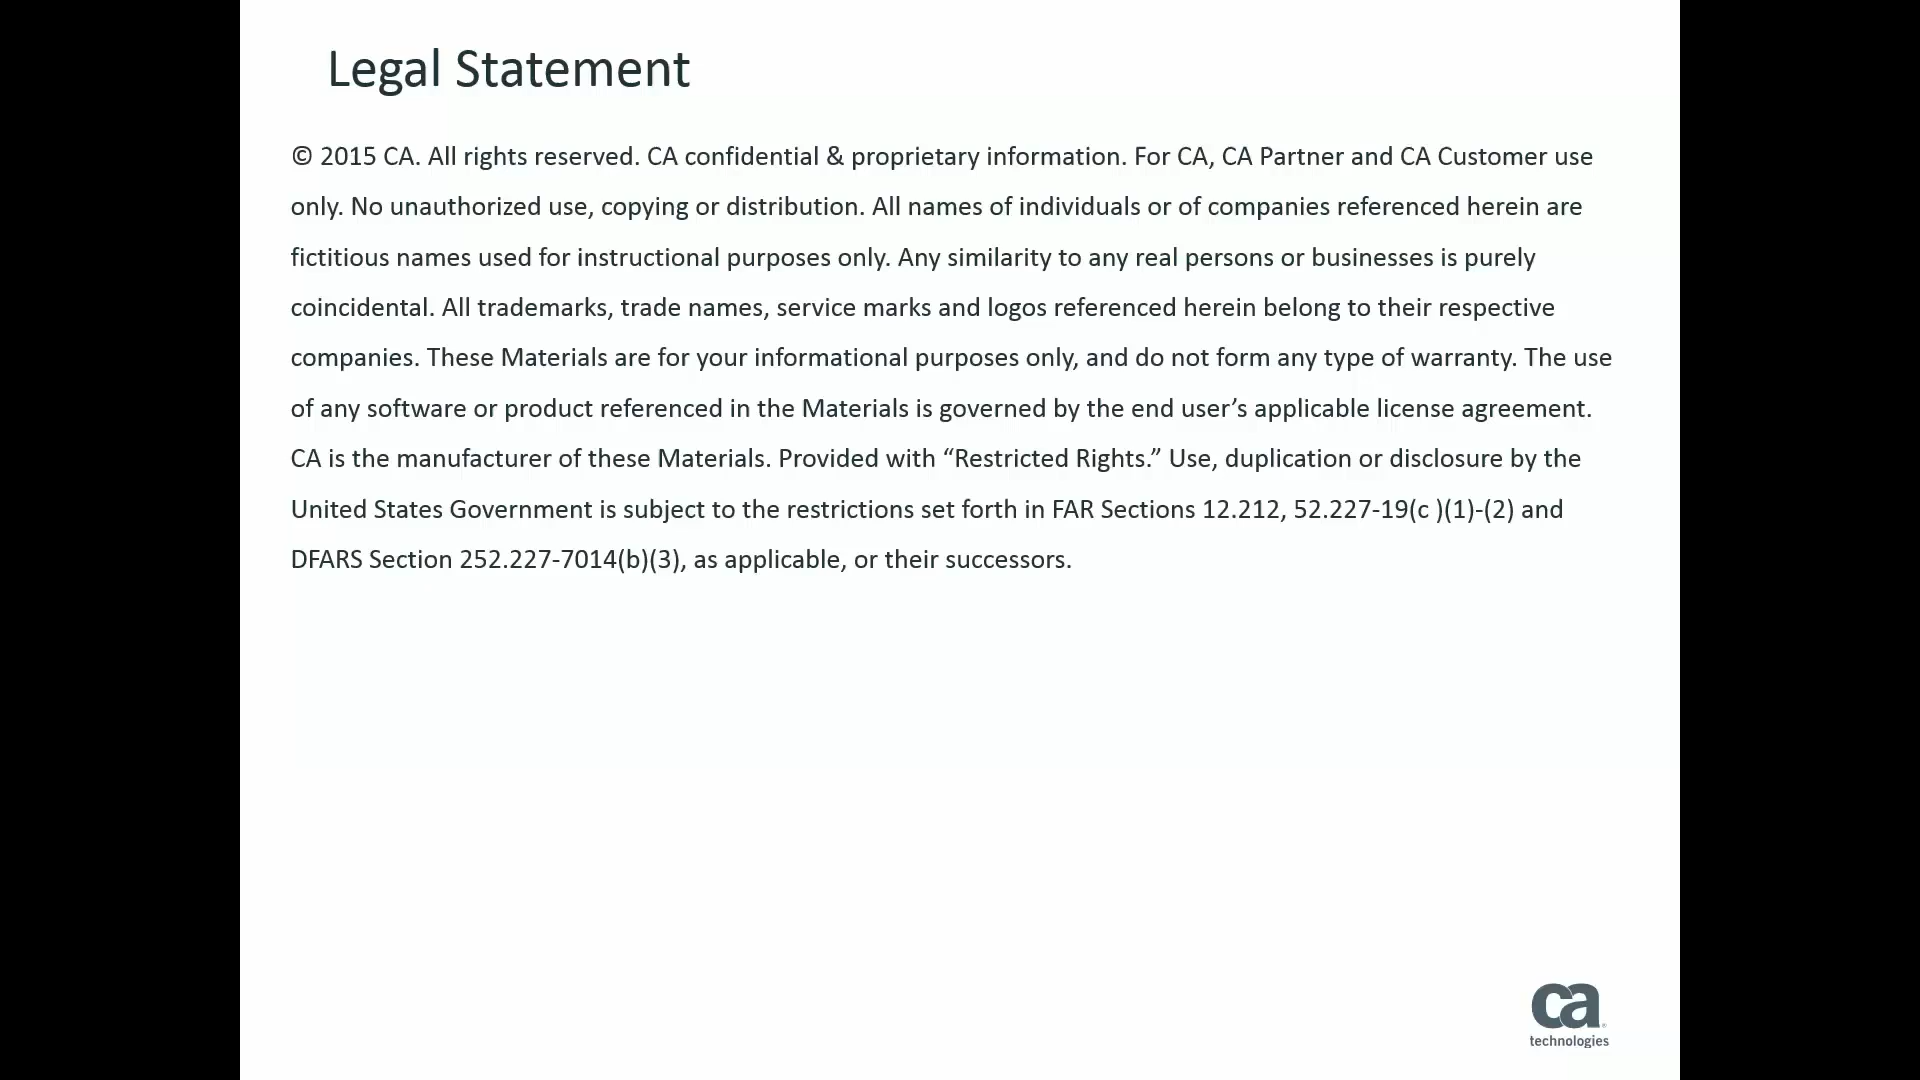 Legal Statement
© 2015 CA. All rights reserved. CA confidential & proprietary information. For CA, CA Partner and CA Customer use
only. No unauthorized use, copying or distribution. All names of individuals or of companies referenced herein are
fictitious names used for instructional purposes only. Any similarity to any real persons or businesses is purely
coincidental. All trademarks, trade names, service marks and logos referenced herein belong to their respective
companies. These Materials are for your informational purposes only, and do not form any type of warranty. The use
of any software or product referenced in the Materials is governed by the end user’s applicable license agreement.
CA is the manufacturer of these Materials. Provided with “Restricted Rights.” Use, duplication or disclosure by the
United States Government is subject to the restrictions set forth in FAR Sections 12.212, 52.227-19(c )(1)-(2) and
DFARS Section 252.227-7014(b)(3), as applicable, or their successors.
ca
technologies